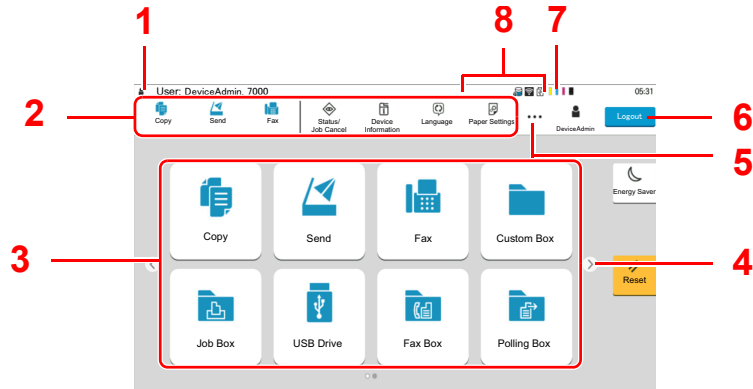 1
8
7
User: DeviceAdmin, 7000
05:31
2
Copy
Send
Fax
Status/
Job Cancel
Device
Information
Language
Paper Settings
DeviceAdmin
Logout
6
5
Energy Saver
Copy
Send
Fax
Custom Box
3
4
Reset
Job Box
USB Drive
Fax Box
Polling Box